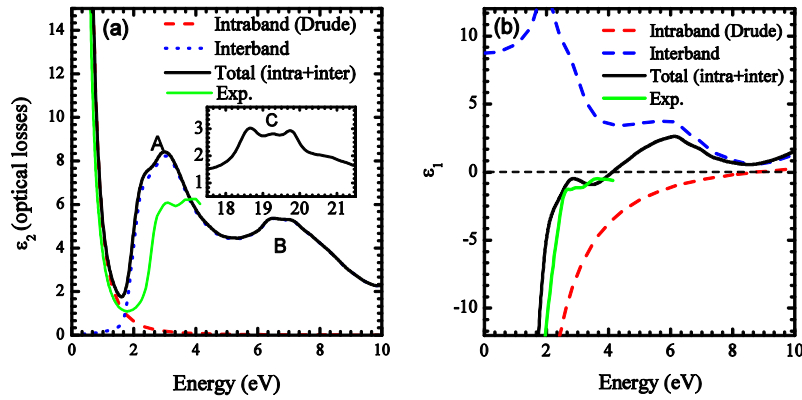 (a)
Intraband (Drude)
Interband
Total (intra+inter)
Exp.
A
B
C
3
2
1
18 19 20 21
14
12
10
8
6
4
2
0
0 2 4 6 8 10
ε2 (optical losses)
Energy (eV)
(b)
Intraband (Drude)
Interband
Total (intra+inter)
Exp.
10
5
0
-5
-10
0 2 4 6 8 10
ε1
Energy (eV)